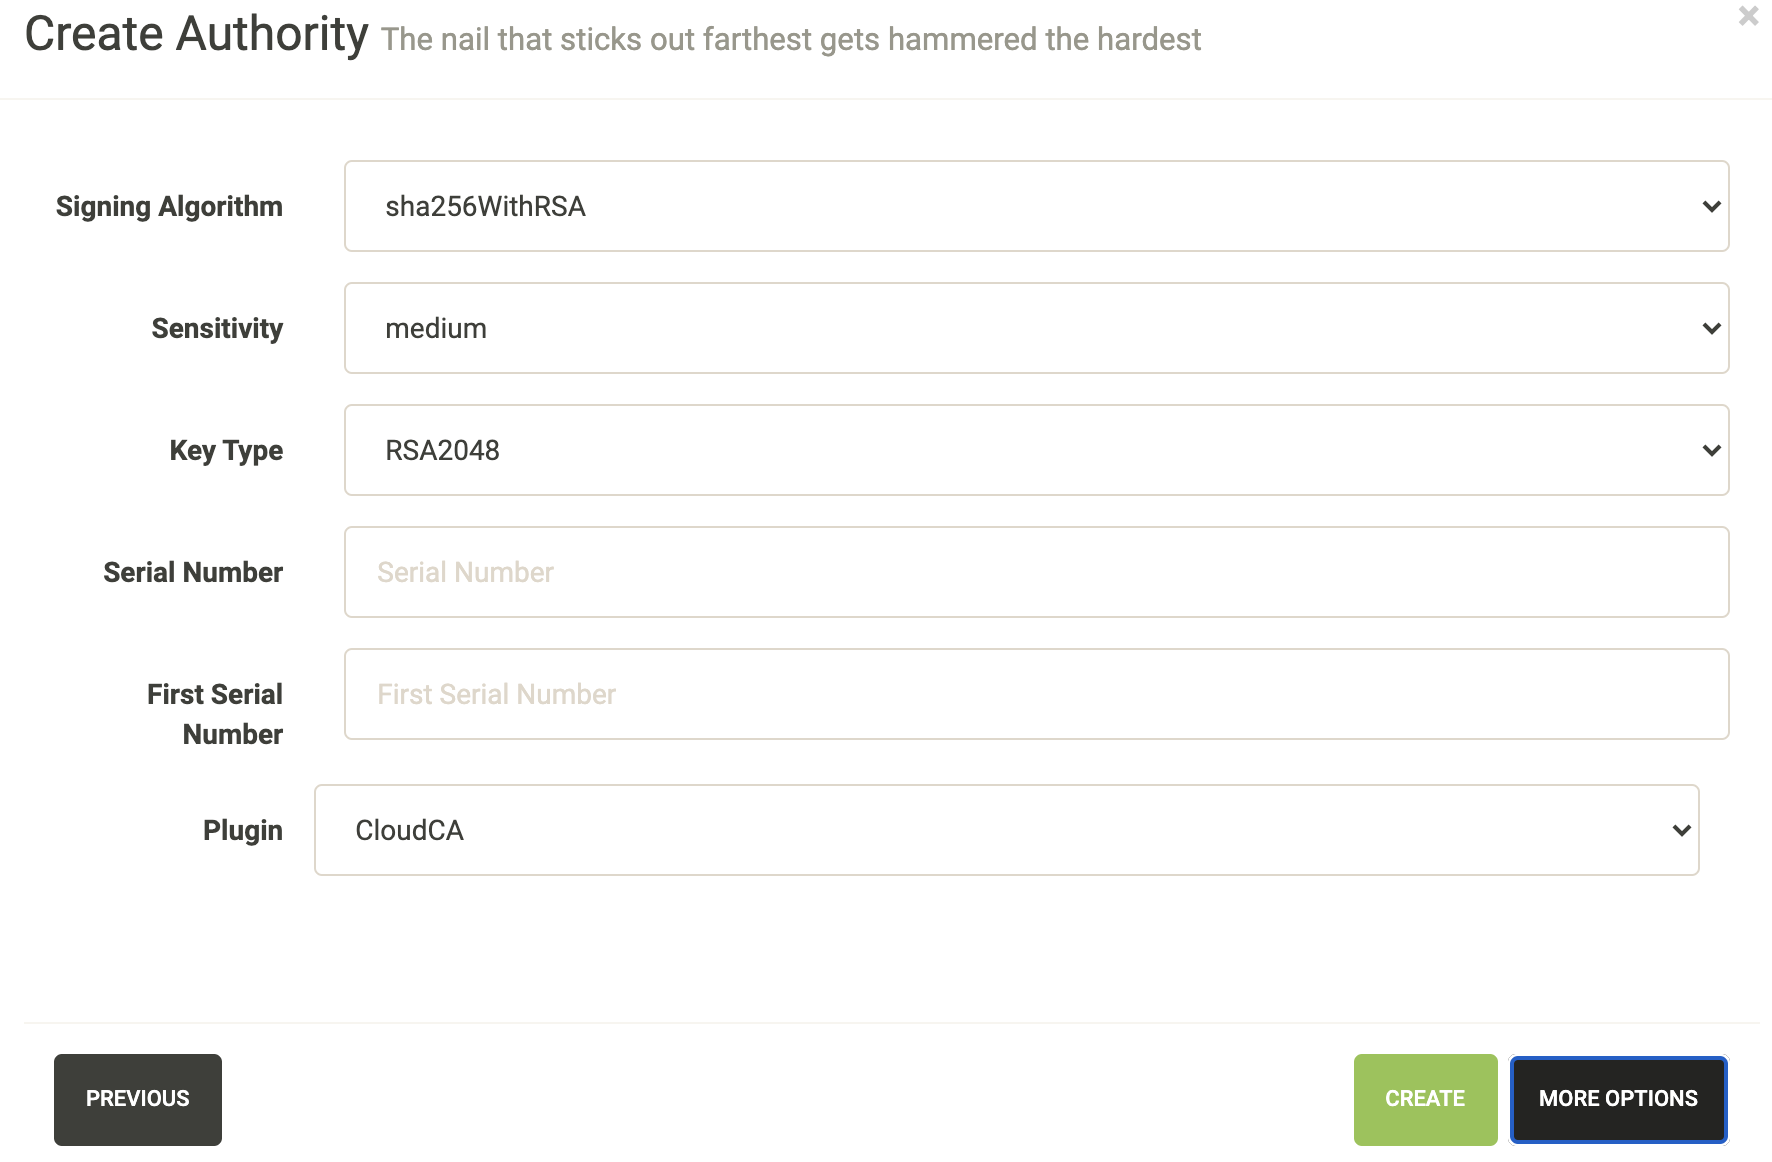 Create Authority The nail that sticks out farthest gets hammered the hardest
×
Signing Algorithm
sha256WithRSA
Sensitivity
medium
Key Type
RSA2048
Serial Number
Serial Number
First Serial
Number
First Serial Number
Plugin
CloudCA
PREVIOUS
CREATE
MORE OPTIONS